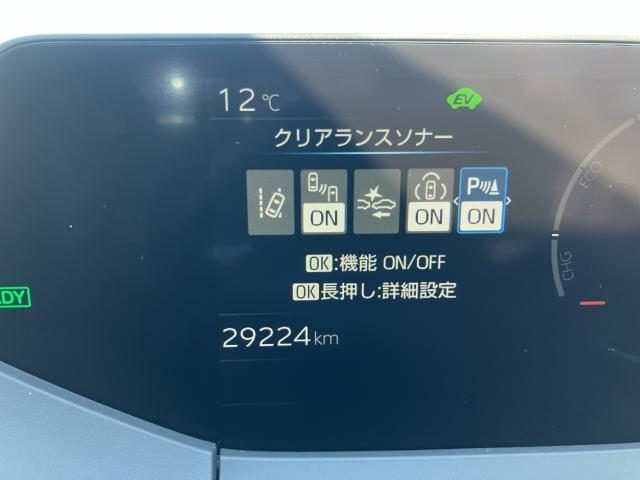 12℃
EV
クリアランスソナー
ON
ON
P
ON
OK:機能 ON/OFF
OK長押し:詳細設定
ECO
CHG
ADY
29224km